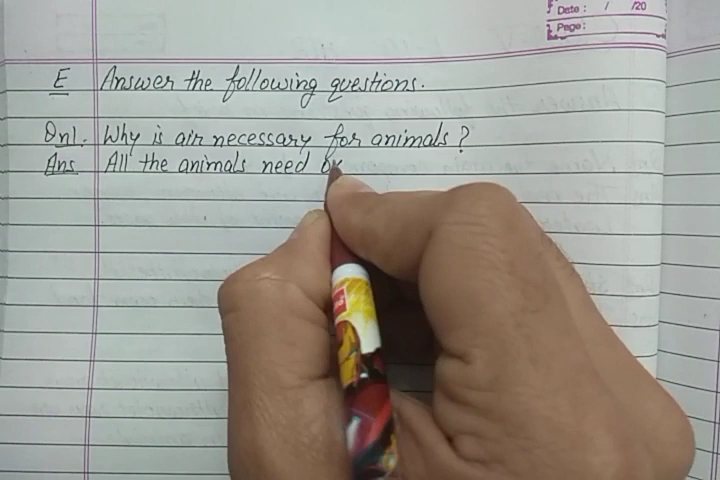 Date: / /20
Page:
E Answer the following questions.
Qn1. Why is air necessary for animals?
Ans All the animals need ox